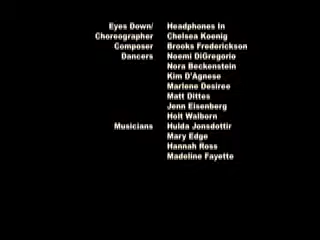 Eyes Down/ Headphones In
Choreographer Chelsea Koenig
Composer Brooks Frederickson
Dancers Noemi DiGregorio
Nora Beckenstein
Kim D'Agnese
Marlene Desiree
Matt Dittes
Jenn Eisenberg
Holt Walborn
Musicians Hulda Jonsdottir
Mary Edge
Hannah Ross
Madeline Fayette